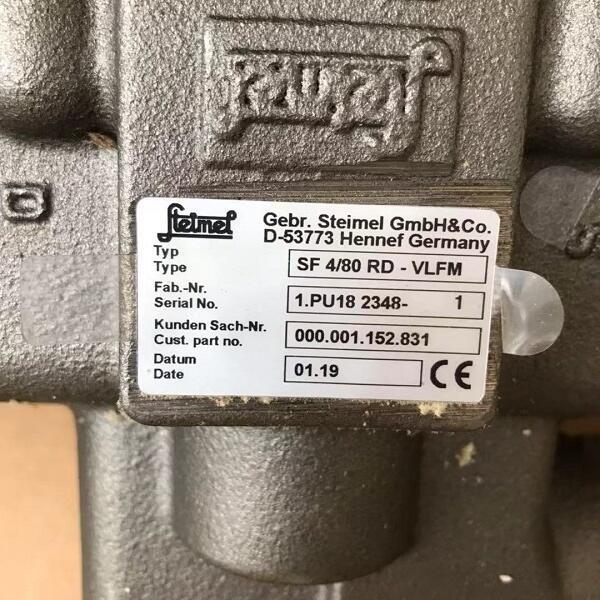 Steimel
Steimel
Gebr. Steimel GmbH&Co.
D-53773 Hennef Germany
Typ
Type
SF 4/80 RD - VLFM
Fab.-Nr.
Serial No.
1.PU18 2348- 1
Kunden Sach-Nr.
Cust. part no.
000.001.152.831
Datum
Date
01.19
CE